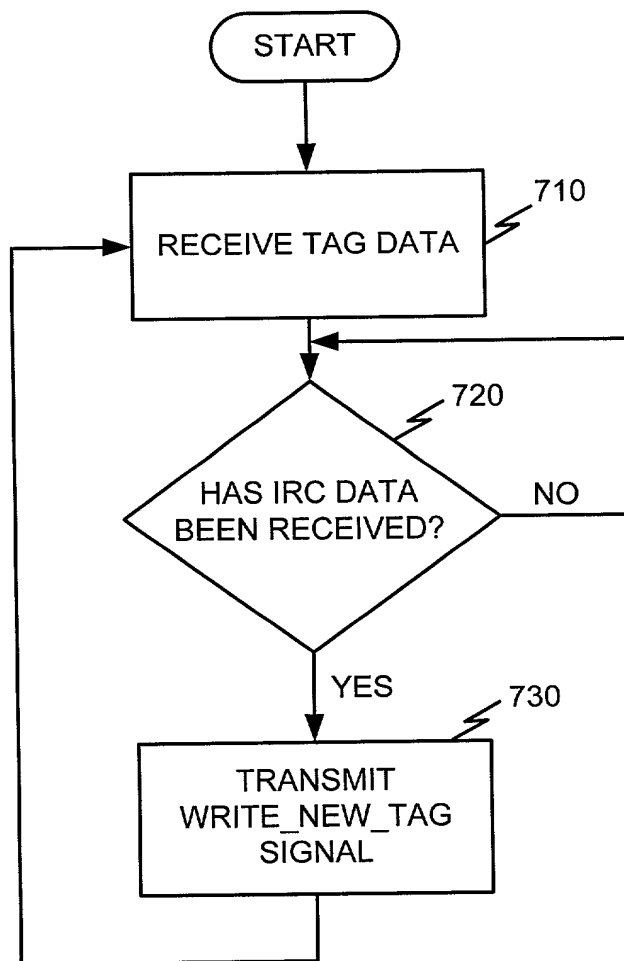 START
710
RECEIVE TAG DATA
720
HAS IRC DATA
BEEN RECEIVED?
NO
YES
730
TRANSMIT
WRITE_NEW_TAG
SIGNAL